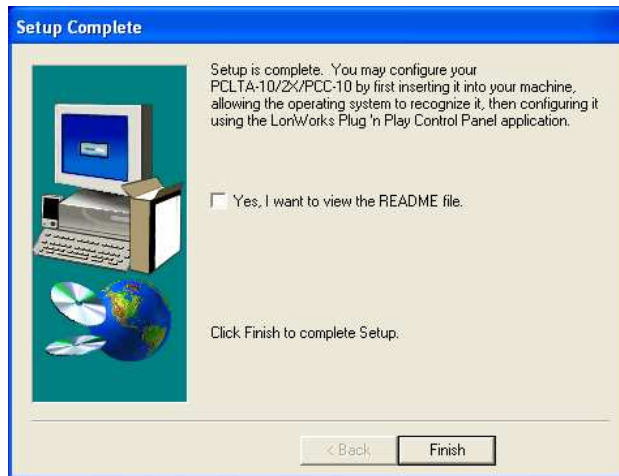 Setup Complete
Setup is complete. You may configure your
PCLTA-10/2X/PCC-10 by first inserting it into your machine,
allowing the operating system to recognize it, then configuring it
using the LonWorks Plug 'n Play Control Panel application.
Yes, I want to view the README file.
Click Finish to complete Setup.
< Back
Finish